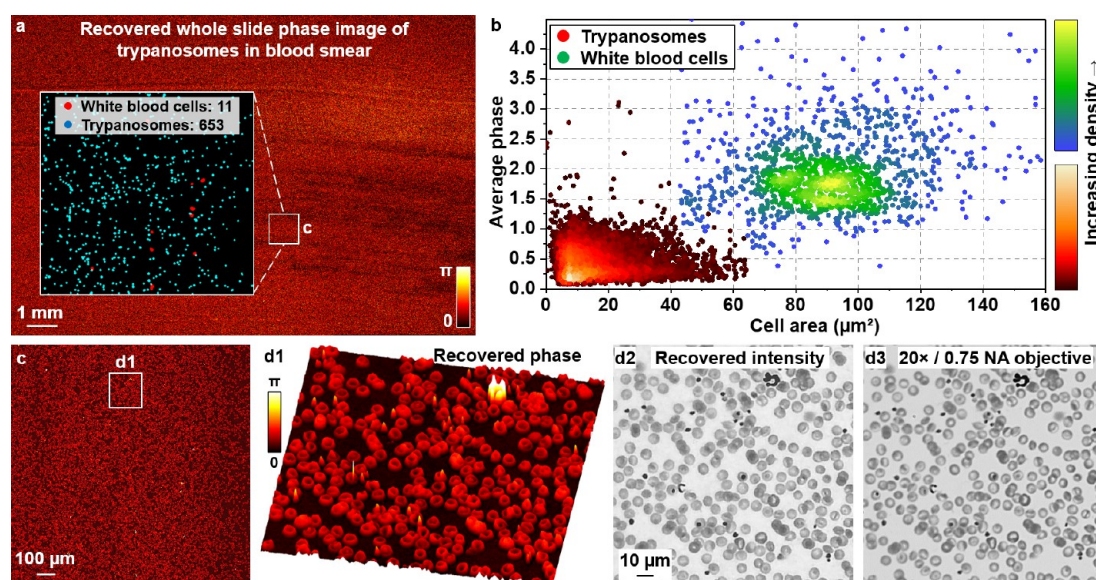 a
Recovered whole slide phase image of
trypanosomes in blood smear
White blood cells: 11
Trypanosomes: 653
c
π
0
1 mm
b
Trypanosomes
White blood cells
Average phase
4.5
4.0
3.5
3.0
2.5
2.0
1.5
1.0
0.5
0.0
0 20 40 60 80 100 120 140 160
Cell area (µm²)
Increasing density →
c
d1
100 µm
d1
Recovered phase
π
0
d2 Recovered intensity
10 µm
d3 20× / 0.75 NA objective